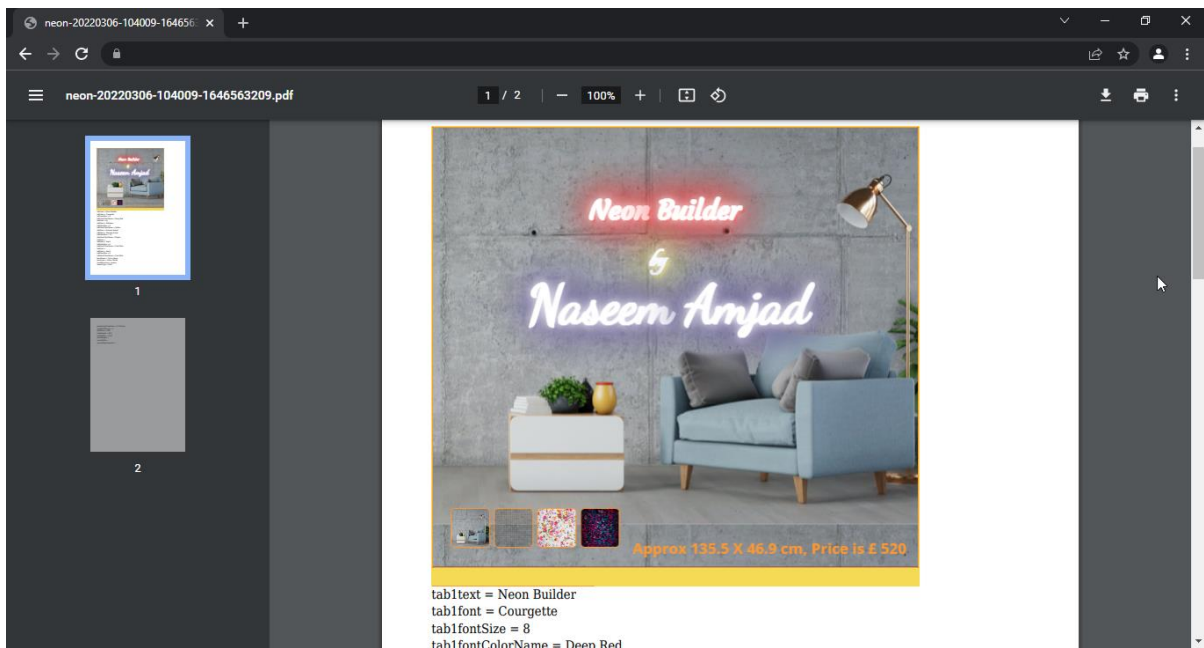 neon-20220306-104009-164656
neon-20220306-104009-1646563209.pdf
1 / 2
100%
1
2
Neon Builder
by
Naseem Amjad
Approx 135.5 X 46.9 cm, Price is £ 520
tab1text = Neon Builder
tab1font = Courgette
tab1fontSize = 8
tab1fontColorName = Deep Red